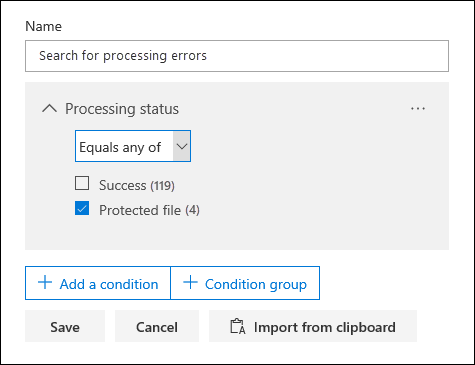 Name
Search for processing errors
Processing status
Equals any of
Success (119)
Protected file (4)
Add a condition
Condition group
Save
Cancel
Import from clipboard